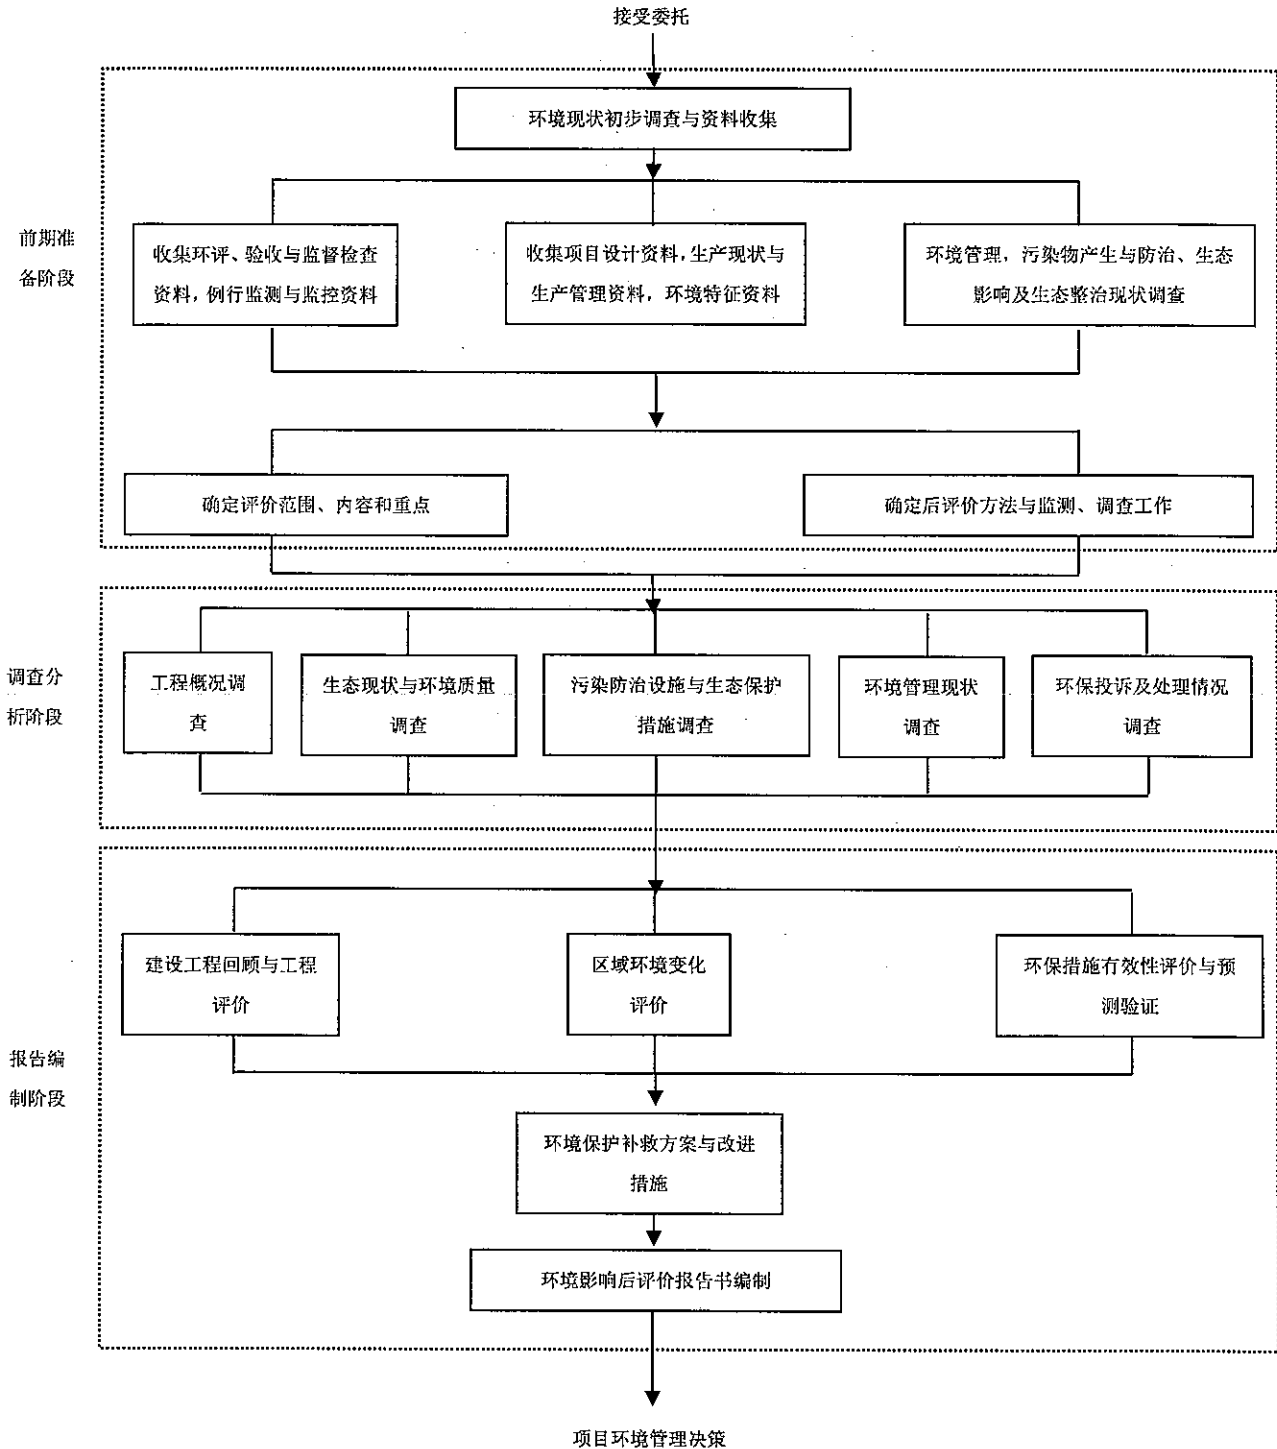 接受委托
环境现状初步调查与资料收集
前期准
备阶段
收集环评、验收与监督检查
资料，例行监测与监控资料
收集项目设计资料，生产现状与
生产管理资料，环境特征资料
环境管理，污染物产生与防治、生态
影响及生态整治现状调查
确定评价范围、内容和重点
确定后评价方法与监测、调查工作
调查分
析阶段
工程概况调
查
生态现状与环境质量
调查
污染防治设施与生态保护
措施调查
环境管理现状
调查
环保投诉及处理情况
调查
报告编
制阶段
建设工程回顾与工程
评价
区域环境变化
评价
环保措施有效性评价与预
测验证
环境保护补救方案与改进
措施
环境影响后评价报告书编制
项目环境管理决策